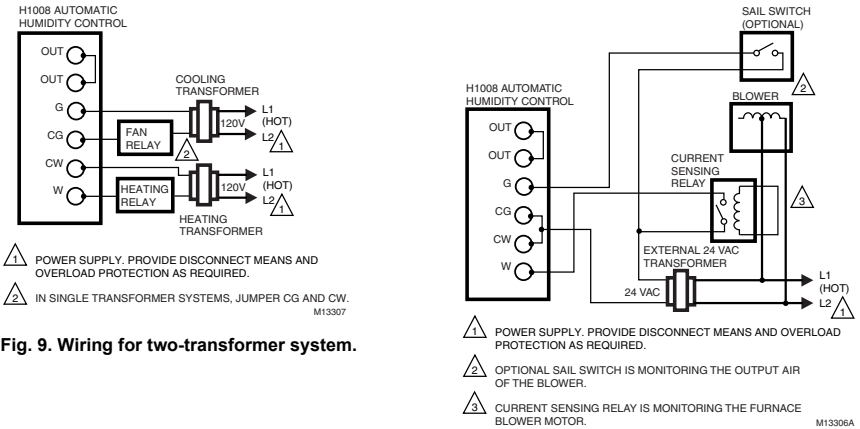 H1008 AUTOMATIC
HUMIDITY CONTROL
OUT
OUT
G
CG
CW
W
FAN
RELAY
HEATING
RELAY
COOLING
TRANSFORMER
120V
L1
(HOT)
L2
1
2
120V
L1
(HOT)
L2
1
HEATING
TRANSFORMER
1 POWER SUPPLY. PROVIDE DISCONNECT MEANS AND
OVERLOAD PROTECTION AS REQUIRED.
2 IN SINGLE TRANSFORMER SYSTEMS, JUMPER CG AND CW.
M13307
Fig. 9. Wiring for two-transformer system.
SAIL SWITCH
(OPTIONAL)
2
H1008 AUTOMATIC
HUMIDITY CONTROL
BLOWER
OUT
OUT
G
CG
CW
W
CURRENT
SENSING
RELAY
3
EXTERNAL 24 VAC
TRANSFORMER
24 VAC
L1
(HOT)
L2
1
1 POWER SUPPLY. PROVIDE DISCONNECT MEANS AND OVERLOAD
PROTECTION AS REQUIRED.
2 OPTIONAL SAIL SWITCH IS MONITORING THE OUTPUT AIR
OF THE BLOWER.
3 CURRENT SENSING RELAY IS MONITORING THE FURNACE
BLOWER MOTOR.
M13306A